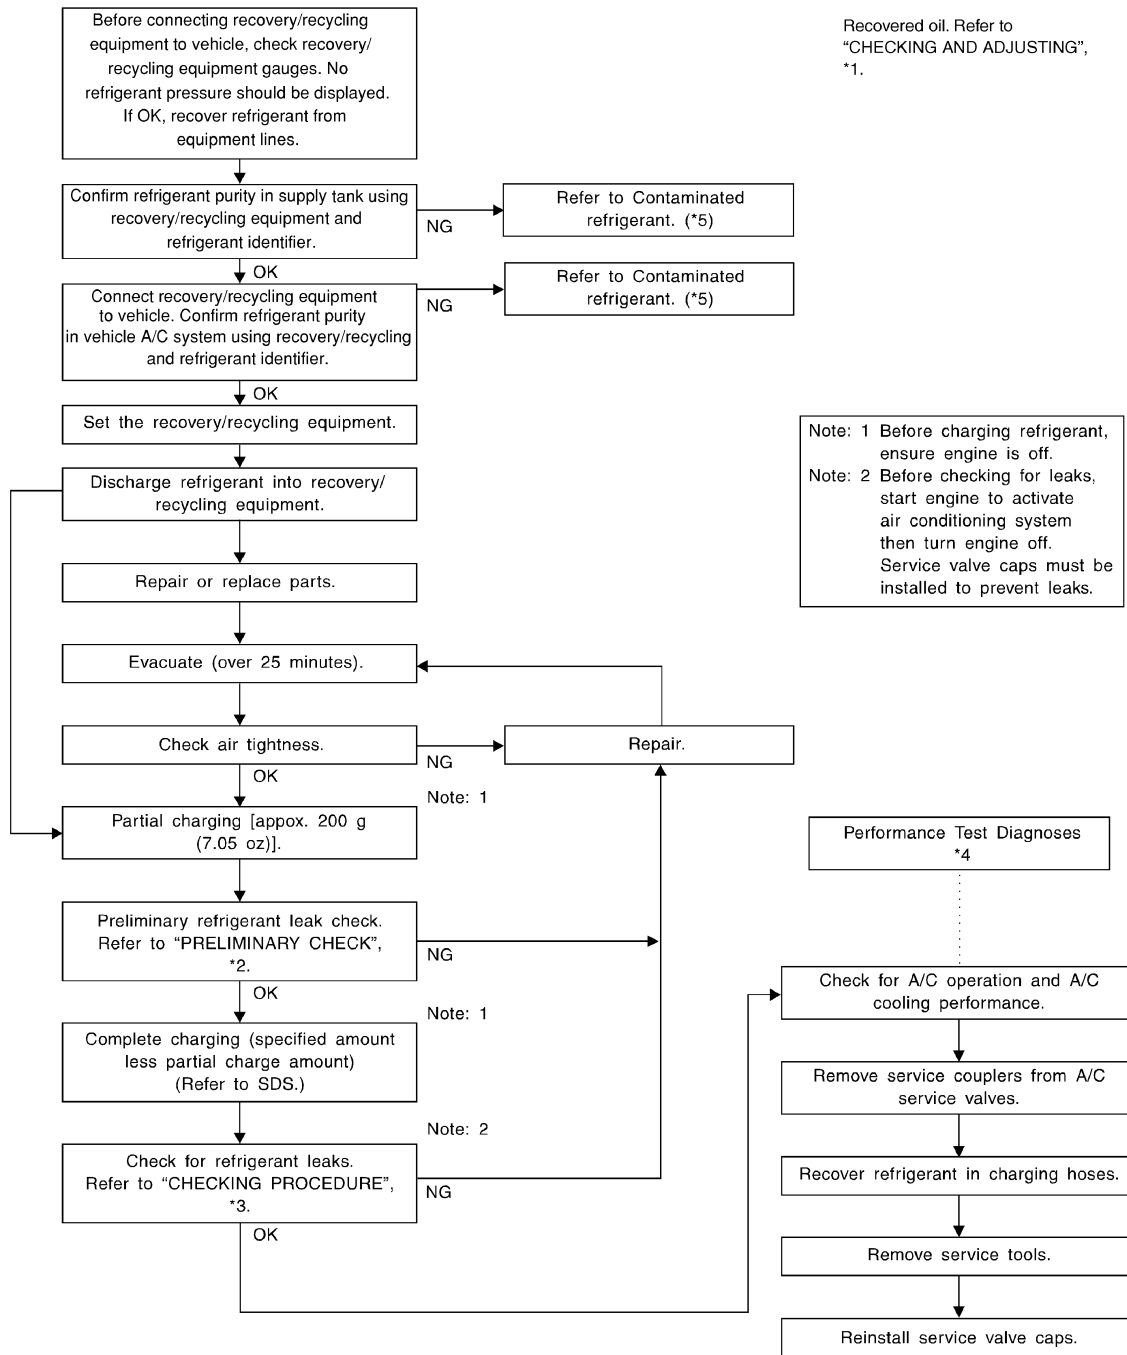 Before connecting recovery/recycling
equipment to vehicle, check recovery/
recycling equipment gauges. No
refrigerant pressure should be displayed.
If OK, recover refrigerant from
equipment lines.
Recovered oil. Refer to
“CHECKING AND ADJUSTING”,
*1.
Confirm refrigerant purity in supply tank using
recovery/recycling equipment and
refrigerant identifier.
NG
Refer to Contaminated
refrigerant. (*5)
OK
Connect recovery/recycling equipment
to vehicle. Confirm refrigerant purity
in vehicle A/C system using recovery/recycling
and refrigerant identifier.
NG
Refer to Contaminated
refrigerant. (*5)
OK
Set the recovery/recycling equipment.
Note: 1 Before charging refrigerant,
ensure engine is off.
Note: 2 Before checking for leaks,
start engine to activate
air conditioning system
then turn engine off.
Service valve caps must be
installed to prevent leaks.
Discharge refrigerant into recovery/
recycling equipment.
Repair or replace parts.
Evacuate (over 25 minutes).
Check air tightness.
NG
Repair.
OK
Note: 1
Partial charging [appox. 200 g
(7.05 oz)].
Preliminary refrigerant leak check.
Refer to “PRELIMINARY CHECK”,
*2.
NG
OK
Note: 1
Complete charging (specified amount
less partial charge amount)
(Refer to SDS.)
Note: 2
Check for refrigerant leaks.
Refer to “CHECKING PROCEDURE”,
*3.
NG
OK
Performance Test Diagnoses
*4
Check for A/C operation and A/C
cooling performance.
Remove service couplers from A/C
service valves.
Recover refrigerant in charging hoses.
Remove service tools.
Reinstall service valve caps.